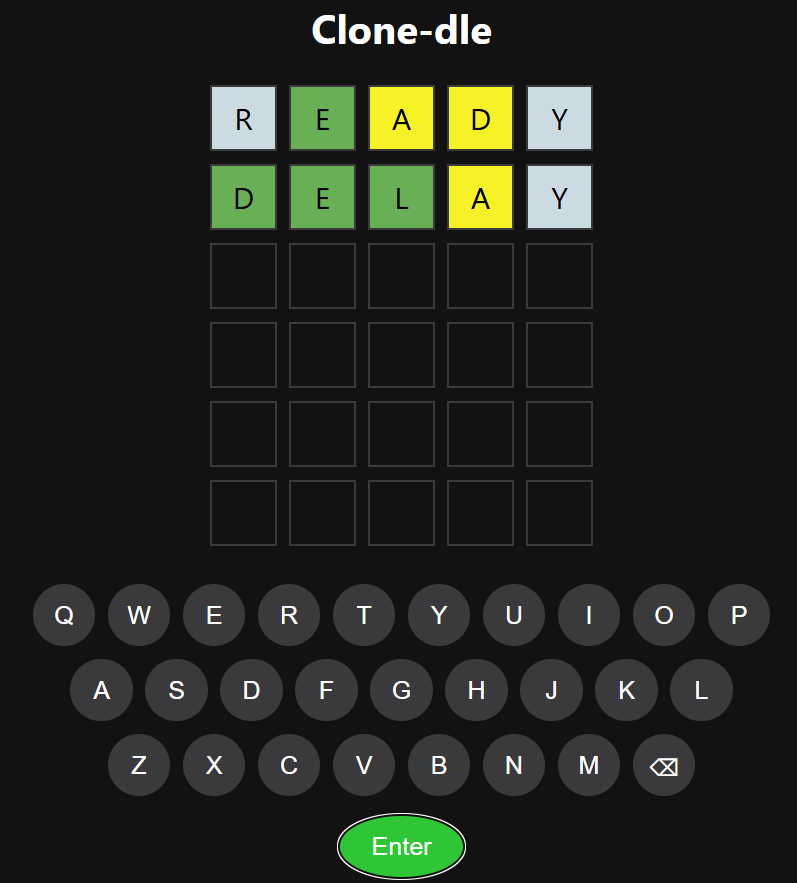 Clone-dle
R E A D Y
D E L A Y
Q W E R T Y U I O P
A S D F G H J K L
Z X C V B N M ⌫
Enter